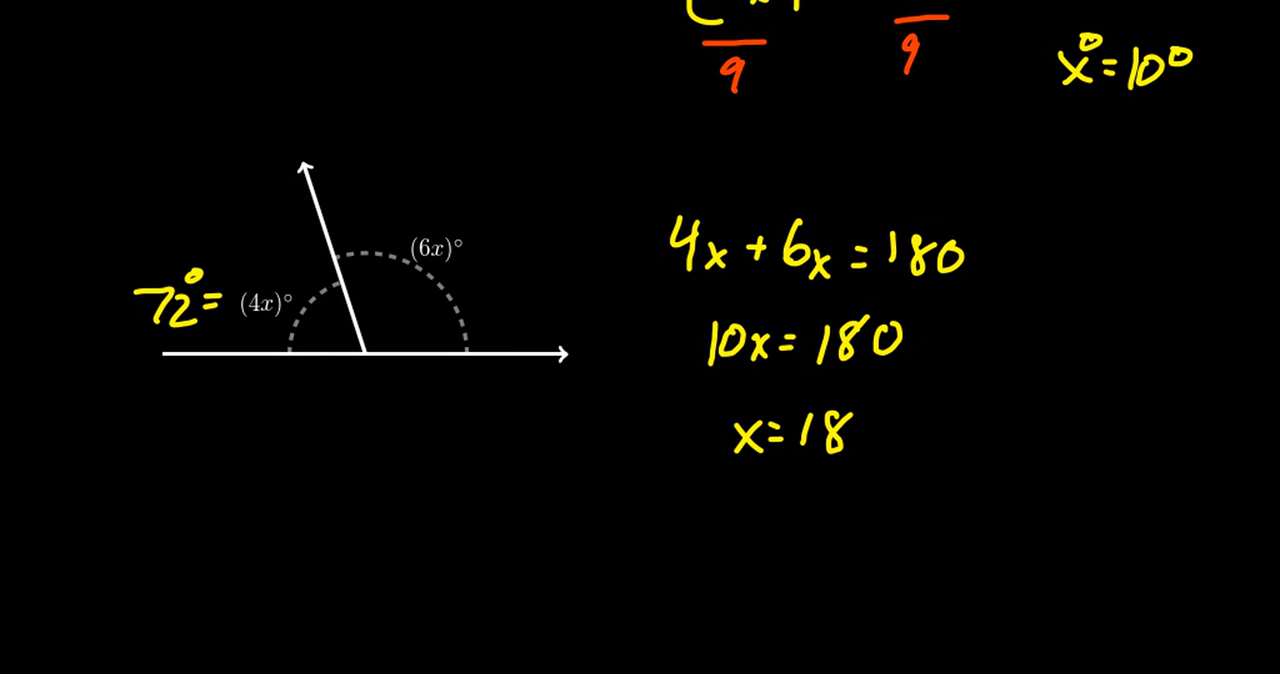 9
9
x° = 10°
(6x)°
4x + 6x = 180
72° = (4x)°
10x = 180
x = 18